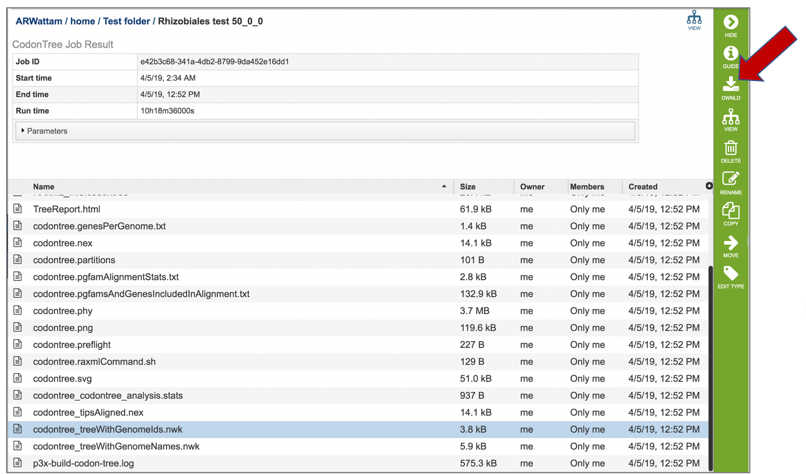 ARWattam / home / Test folder / Rhizobiales test 50_0_0
VIEW
CodonTree Job Result
Job ID e42b3c68-341a-4db2-8799-9da452e16dd1
Start time 4/5/19, 2:34 AM
End time 4/5/19, 12:52 PM
Run time 10h18m36000s
Parameters
Name Size Owner Members Created
TreeReport.html 61.9 kB me Only me 4/5/19, 12:52 PM
codontree.genesPerGenome.txt 1.4 kB me Only me 4/5/19, 12:52 PM
codontree.nex 14.1 kB me Only me 4/5/19, 12:52 PM
codontree.partitions 101 B me Only me 4/5/19, 12:52 PM
codontree.pgfamAlignmentStats.txt 2.8 kB me Only me 4/5/19, 12:52 PM
codontree.pgfamsAndGenesIncludedInAlignment.txt 132.9 kB me Only me 4/5/19, 12:52 PM
codontree.phy 3.7 MB me Only me 4/5/19, 12:52 PM
codontree.png 119.6 kB me Only me 4/5/19, 12:52 PM
codontree.preflight 227 B me Only me 4/5/19, 12:52 PM
codontree.raxmlCommand.sh 129 B me Only me 4/5/19, 12:52 PM
codontree.svg 51.0 kB me Only me 4/5/19, 12:52 PM
codontree_codontree_analysis.stats 937 B me Only me 4/5/19, 12:52 PM
codontree_tipsAligned.nex 14.1 kB me Only me 4/5/19, 12:52 PM
codontree_treeWithGenomeIds.nwk 3.8 kB me Only me 4/5/19, 12:52 PM
codontree_treeWithGenomeNames.nwk 5.9 kB me Only me 4/5/19, 12:52 PM
p3x-build-codon-tree.log 575.3 kB me Only me 4/5/19, 12:52 PM
HIDE
GUIDE
DWNLD
VIEW
DELETE
RENAME
COPY
MOVE
EDIT TYPE